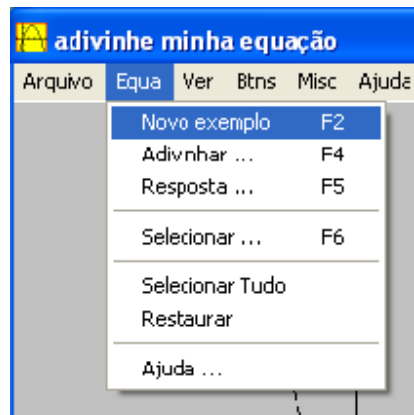 adivinhe minha equação
Arquivo Equa Ver Btns Misc Ajuda
Novo exemplo F2
Adivnhar ... F4
Resposta ... F5
Selecionar ... F6
Selecionar Tudo
Restaurar
Ajuda ...